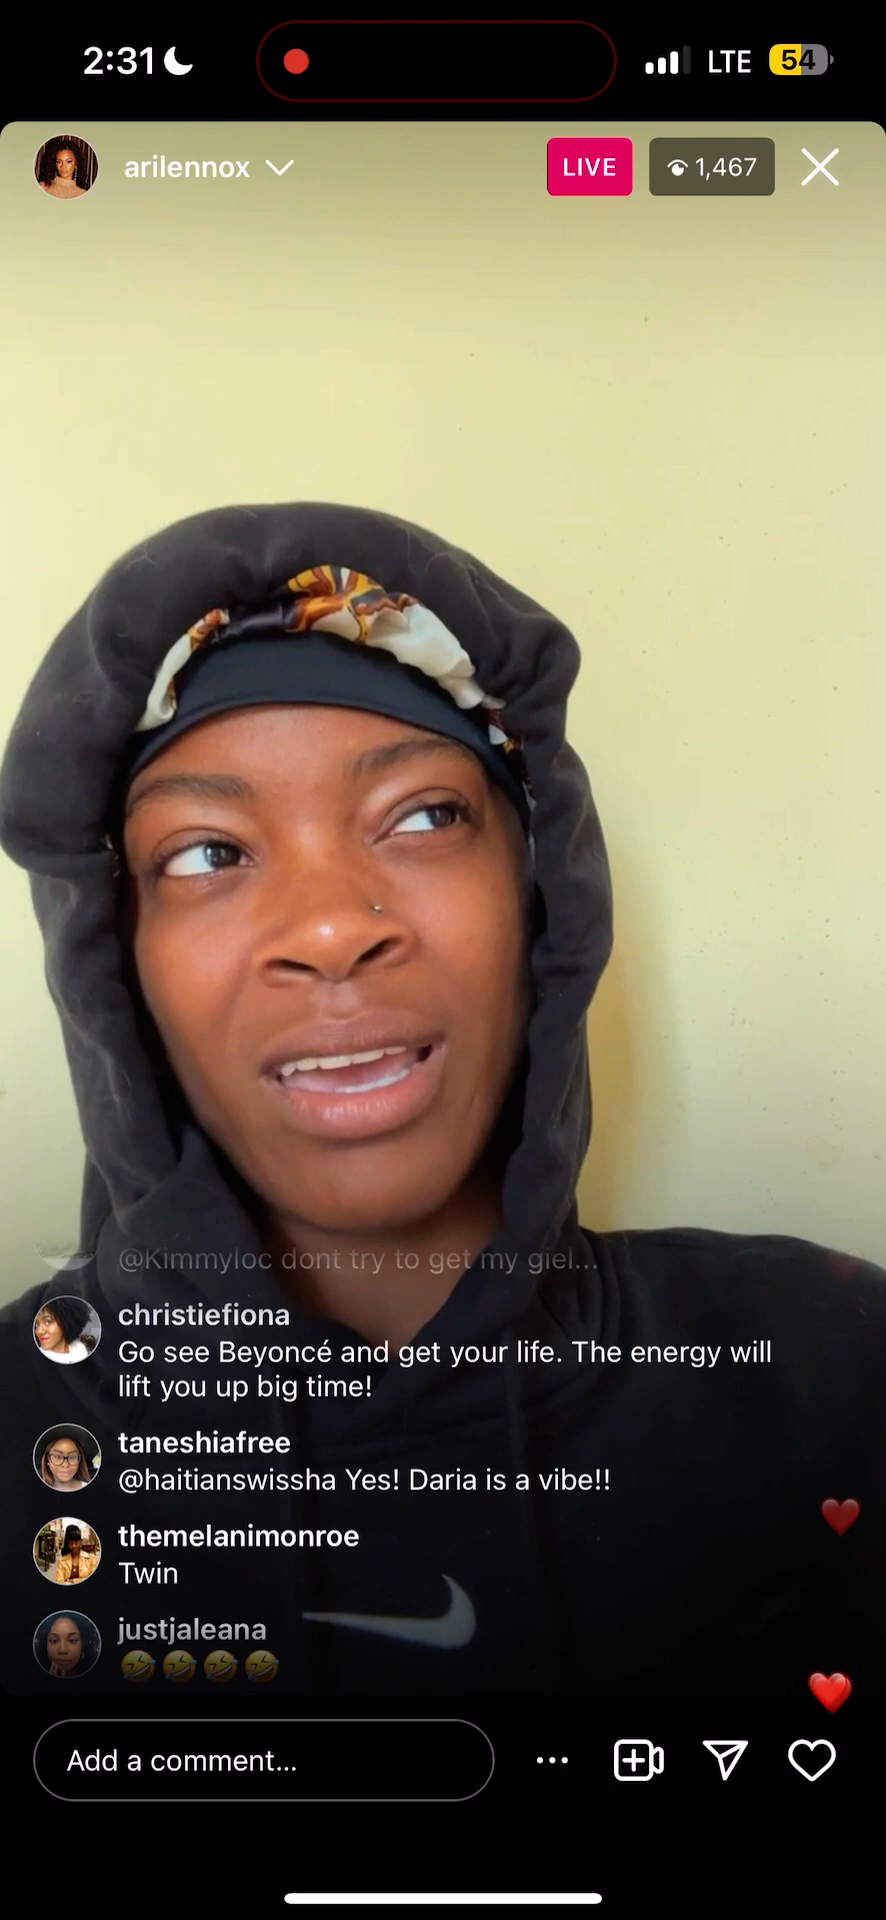 2:31
LTE
54
arilennox
LIVE
1,467
@Kimmyloc dont try to get my giel...
christiefiona
Go see Beyoncé and get your life. The energy will
lift you up big time!
taneshiafree
@haitianswissha Yes! Daria is a vibe!!
themelanimonroe
Twin
justjaleana
🤣🤣🤣🤣
Add a comment...